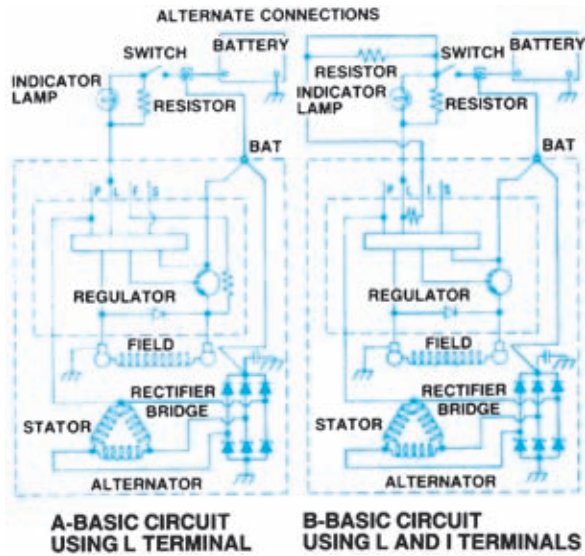 ALTERNATE CONNECTIONS
SWITCH
BATTERY
INDICATOR
LAMP
RESISTOR
BAT
P L F S
REGULATOR
FIELD
RECTIFIER
BRIDGE
STATOR
ALTERNATOR
A-BASIC CIRCUIT
USING L TERMINAL
SWITCH
BATTERY
RESISTOR
INDICATOR
LAMP
RESISTOR
BAT
P L I S
REGULATOR
FIELD
RECTIFIER
BRIDGE
STATOR
ALTERNATOR
B-BASIC CIRCUIT
USING L AND I TERMINALS